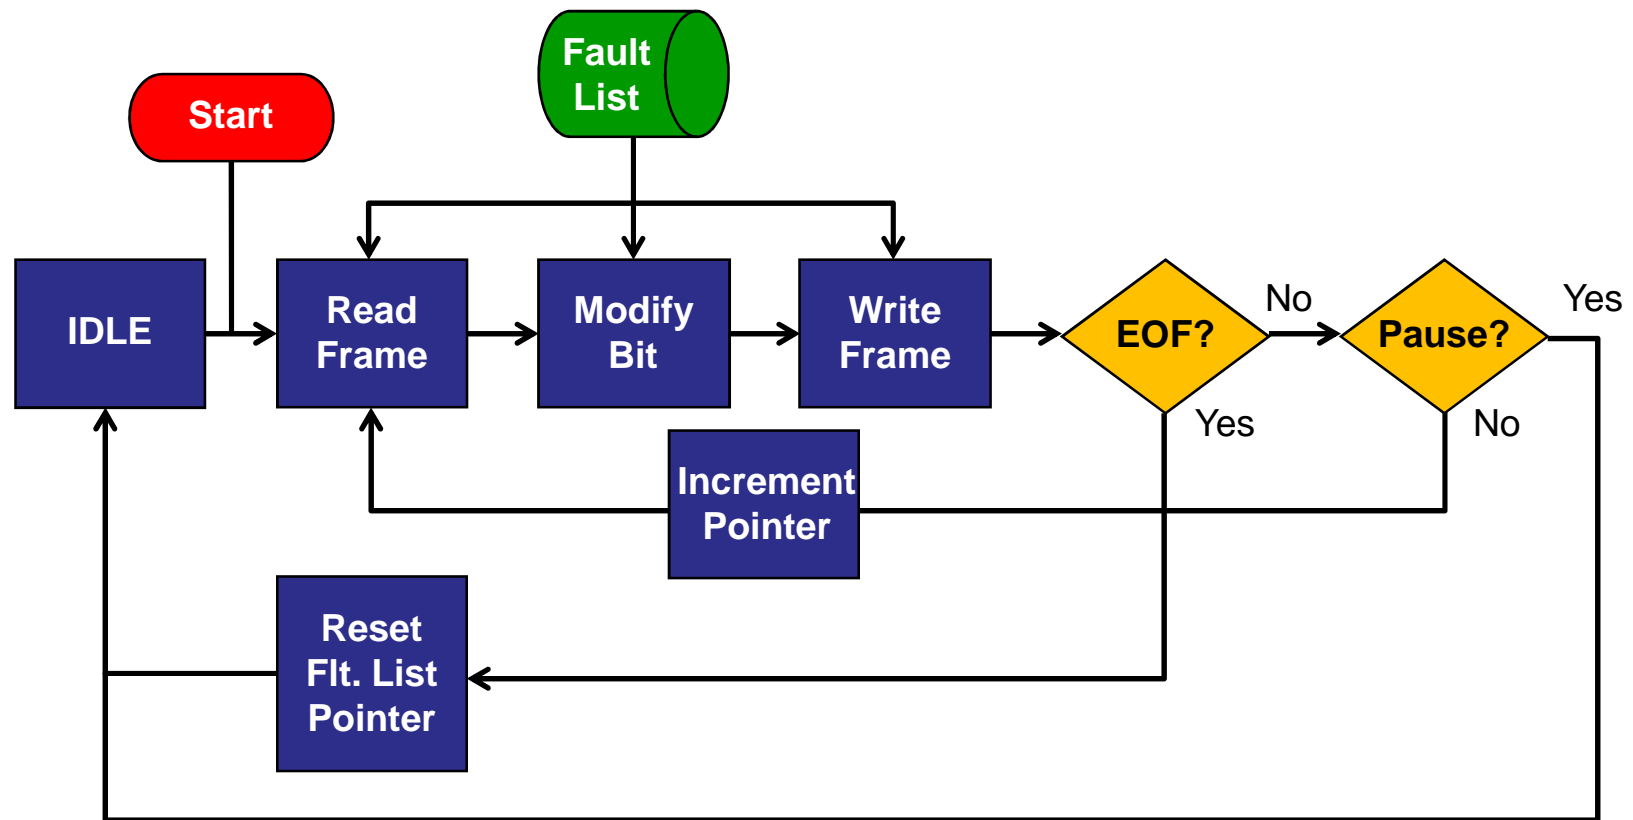 Fault
List
Start
IDLE
Read
Frame
Modify
Bit
Write
Frame
EOF?
No
Pause?
Yes
Yes
No
Increment
Pointer
Reset
Flt. List
Pointer